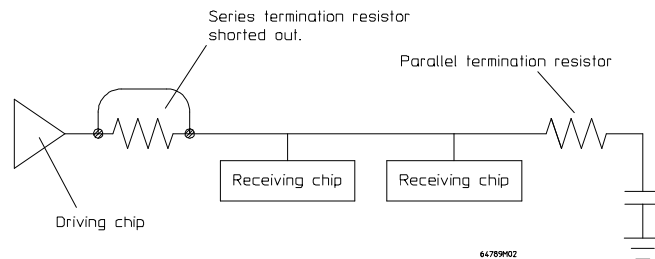 Series termination resistor
shorted out.
Parallel termination resistor
Receiving chip
Receiving chip
Driving chip
64789M02